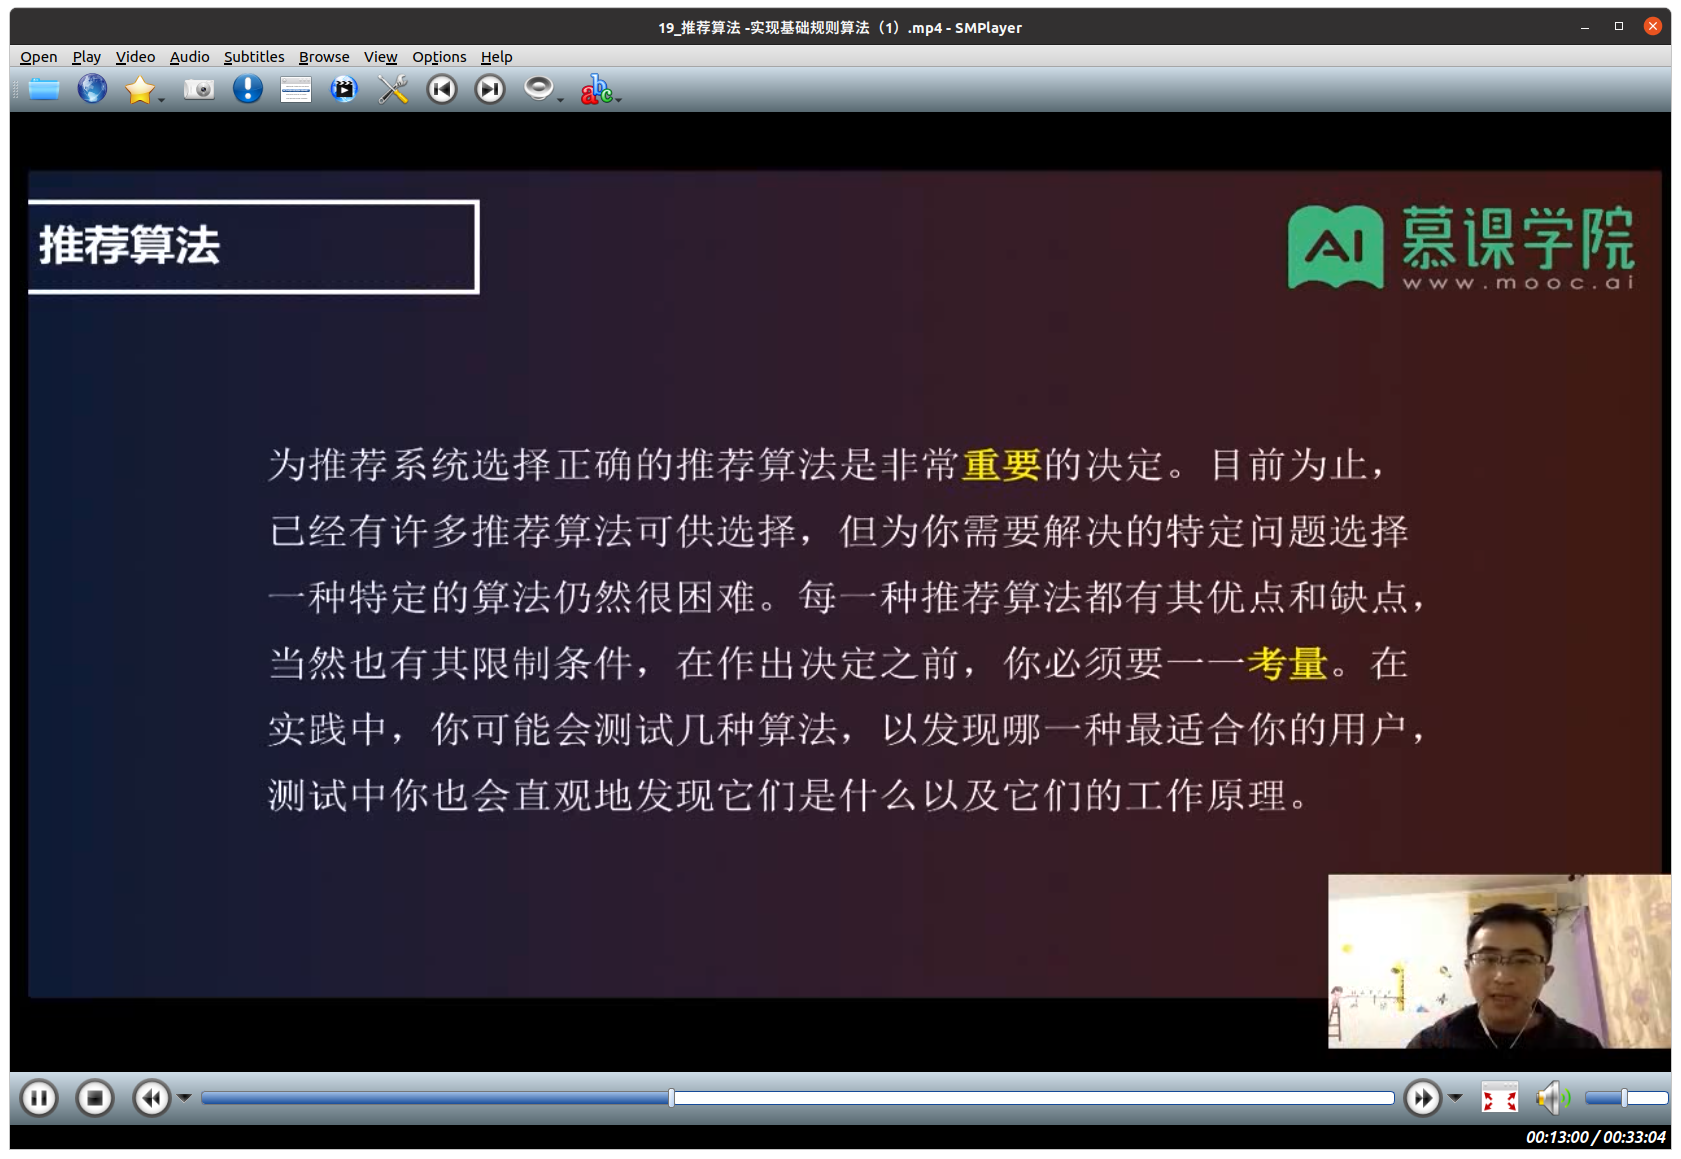 19_推荐算法 -实现基础规则算法（1）.mp4 - SMPlayer
Open Play Video Audio Subtitles Browse View Options Help
abc
推荐算法
AI 慕课学院
www.mooc.ai
为推荐系统选择正确的推荐算法是非常重要的决定。目前为止，
已经有许多推荐算法可供选择，但为你需要解决的特定问题选择
一种特定的算法仍然很困难。每一种推荐算法都有其优点和缺点，
当然也有其限制条件，在作出决定之前，你必须要一一考量。在
实践中，你可能会测试几种算法，以发现哪一种最适合你的用户，
测试中你也会直观地发现它们是什么以及它们的工作原理。
00:13:00 / 00:33:04